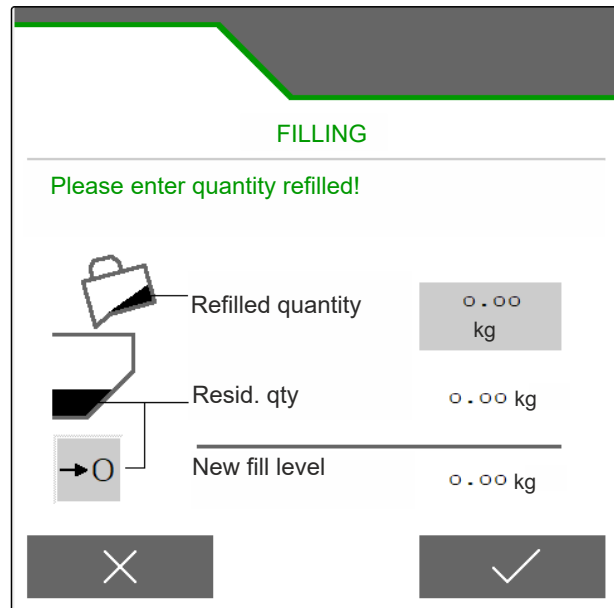 FILLING
Please enter quantity refilled!
Refilled quantity
0.00
kg
Resid. qty
0.00 kg
→0
New fill level
0.00 kg